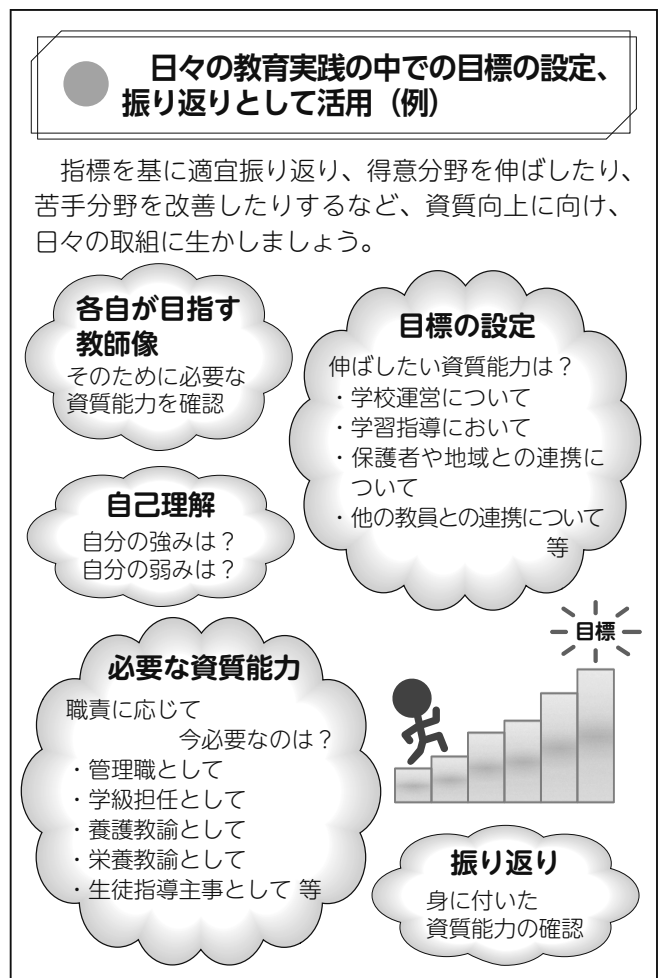 日々の教育実践の中での目標の設定、
振り返りとして活用（例）
指標を基に適宜振り返り、得意分野を伸ばしたり、
苦手分野を改善したりするなど、資質向上に向け、
日々の取組に生かしましょう。
各自が目指す
教師像
そのために必要な
資質能力を確認
目標の設定
伸ばしたい資質能力は？
・学校運営について
・学習指導において
・保護者や地域との連携に
ついて
・他の教員との連携について
等
自己理解
自分の強みは？
自分の弱みは？
目標
必要な資質能力
職責に応じて
今必要なのは？
・管理職として
・学級担任として
・養護教諭として
・栄養教諭として
・生徒指導主事として 等
振り返り
身に付いた
資質能力の確認